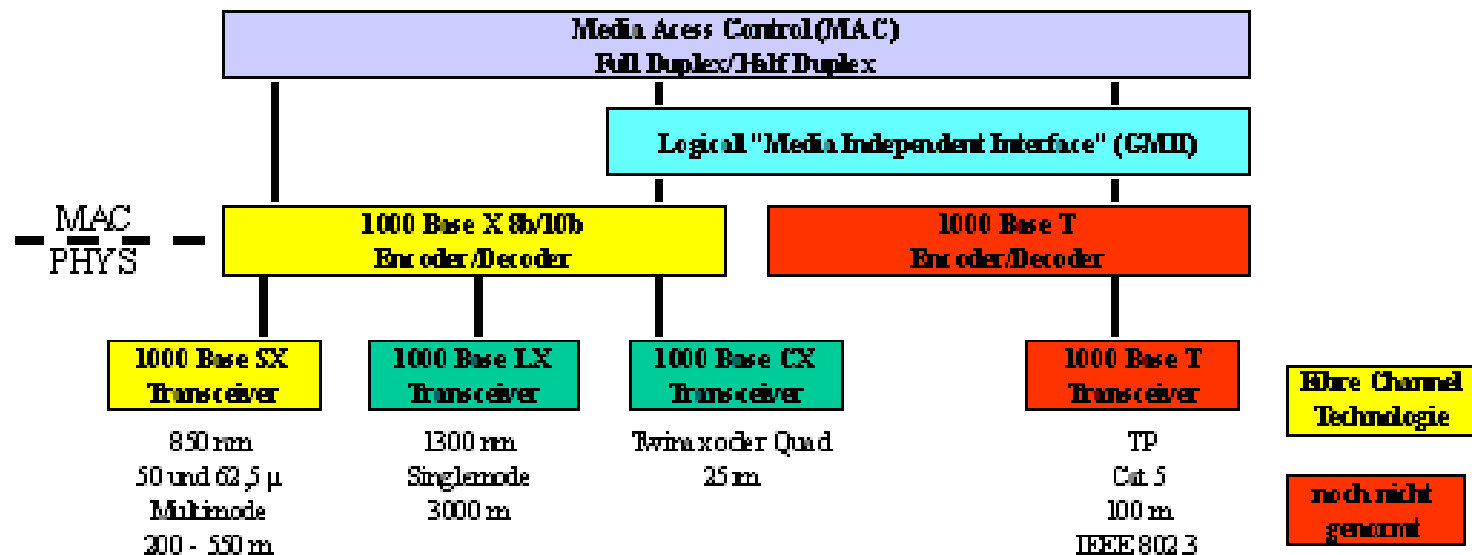 Media Acess Control (MAC)
Full Duplex/Half Duplex
Logical "Media Independent Interface" (GMII)
MAC
PHYS
1000 Base X 8b/10b
Encoder/Decoder
1000 Base T
Encoder/Decoder
1000 Base SX
Transceiver
1000 Base LX
Transceiver
1000 Base CX
Transceiver
1000 Base T
Transceiver
850 nm
50 und 62,5 µ
Multimode
200 - 550 m
1300 nm
Singlemode
3000 m
Twinax oder Quad
25 m
TP
Cat 5
100 m
IEEE 802.3
Fibre Channel
Technologie
noch nicht
genormt